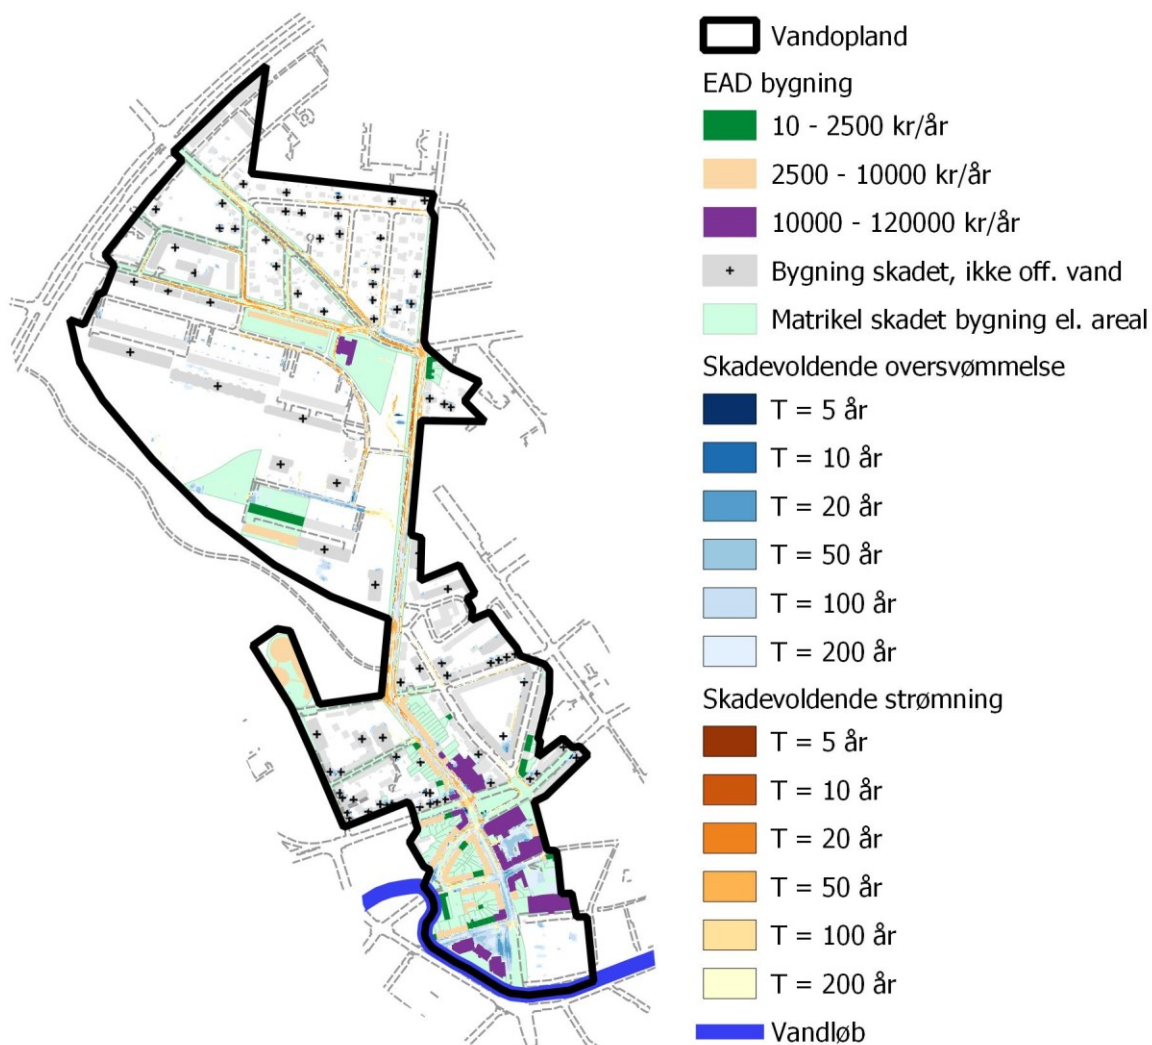 Vandopland
EAD bygning
10 - 2500 kr/år
2500 - 10000 kr/år
10000 - 120000 kr/år
Bygning skadet, ikke off. vand
Matrikel skadet bygning el. areal
Skadevoldende oversvømmelse
T = 5 år
T = 10 år
T = 20 år
T = 50 år
T = 100 år
T = 200 år
Skadevoldende strømning
T = 5 år
T = 10 år
T = 20 år
T = 50 år
T = 100 år
T = 200 år
Vandløb